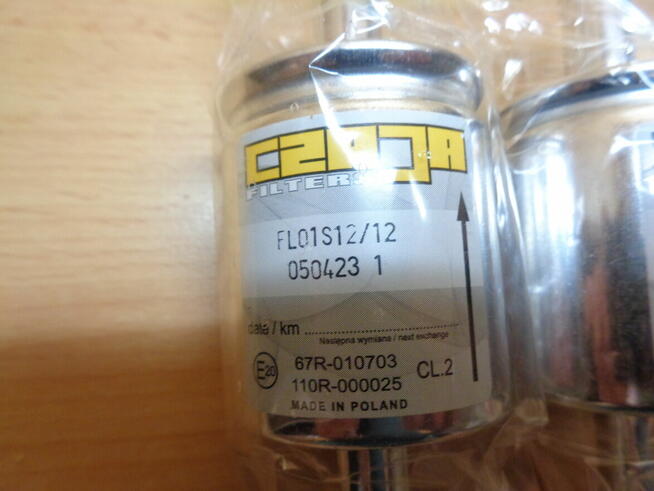 CZAJA
FILTERS
FL01S12/12
050423 1
data / km
Następna wymiana / next exchange
E20
67R-010703
110R-000025
CL.2
MADE IN POLAND